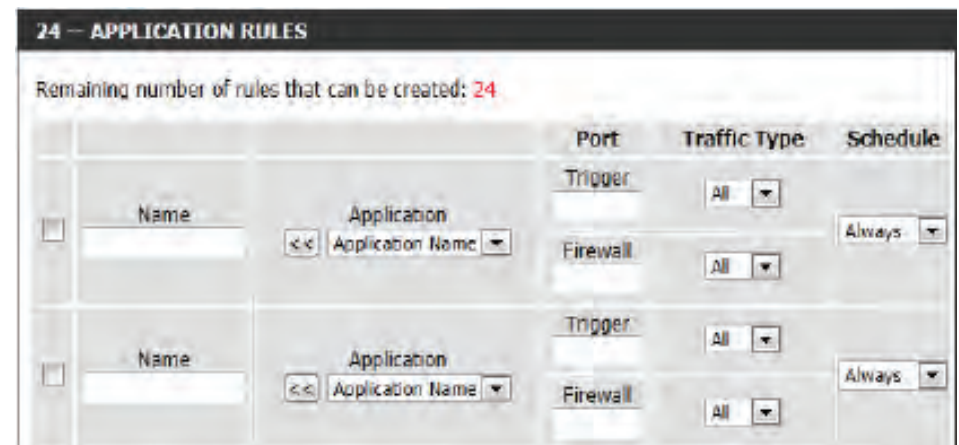 24 — APPLICATION RULES
Remaining number of rules that can be created: 24
Port Traffic Type Schedule
Name
Application
<< Application Name
Trigger
All
Firewall
All
Always
Name
Application
<< Application Name
Trigger
All
Firewall
All
Always